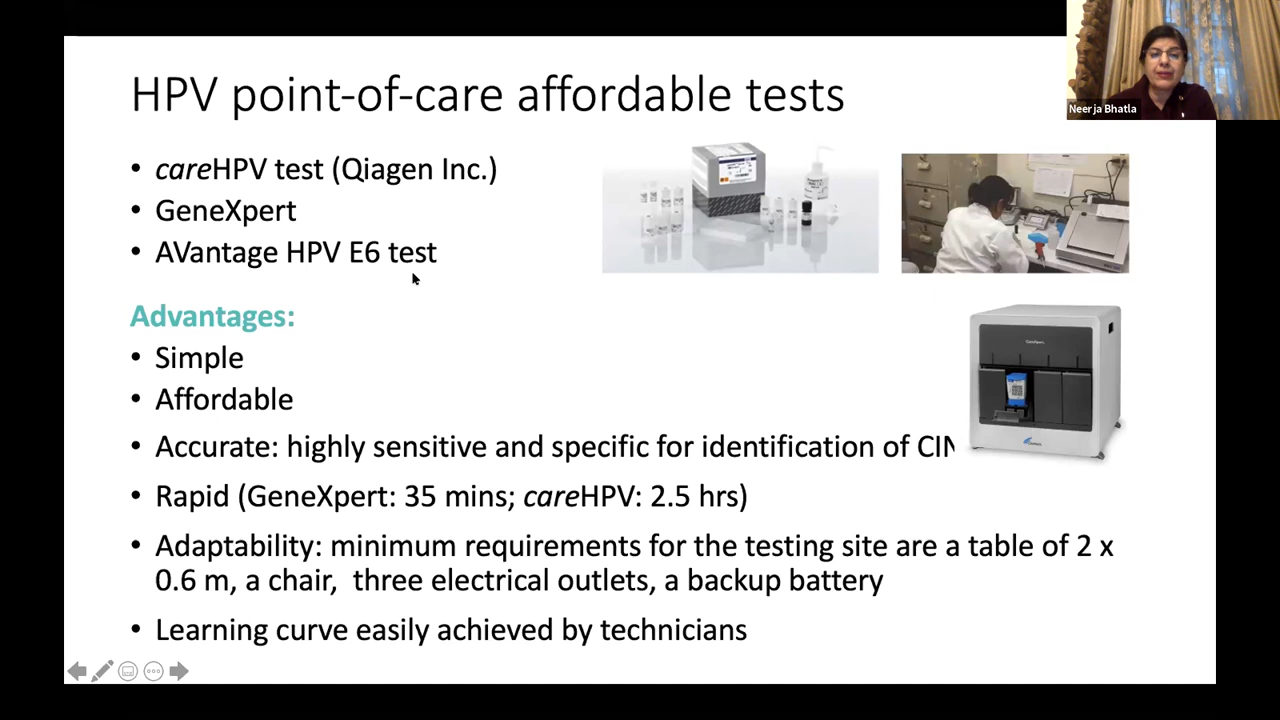 HPV point-of-care affordable tests
Neerja Bhatla
• careHPV test (Qiagen Inc.)
• GeneXpert
• AVantage HPV E6 test
Advantages:
• Simple
• Affordable
• Accurate: highly sensitive and specific for identification of CIN
• Rapid (GeneXpert: 35 mins; careHPV: 2.5 hrs)
• Adaptability: minimum requirements for the testing site are a table of 2 x
0.6 m, a chair, three electrical outlets, a backup battery
• Learning curve easily achieved by technicians